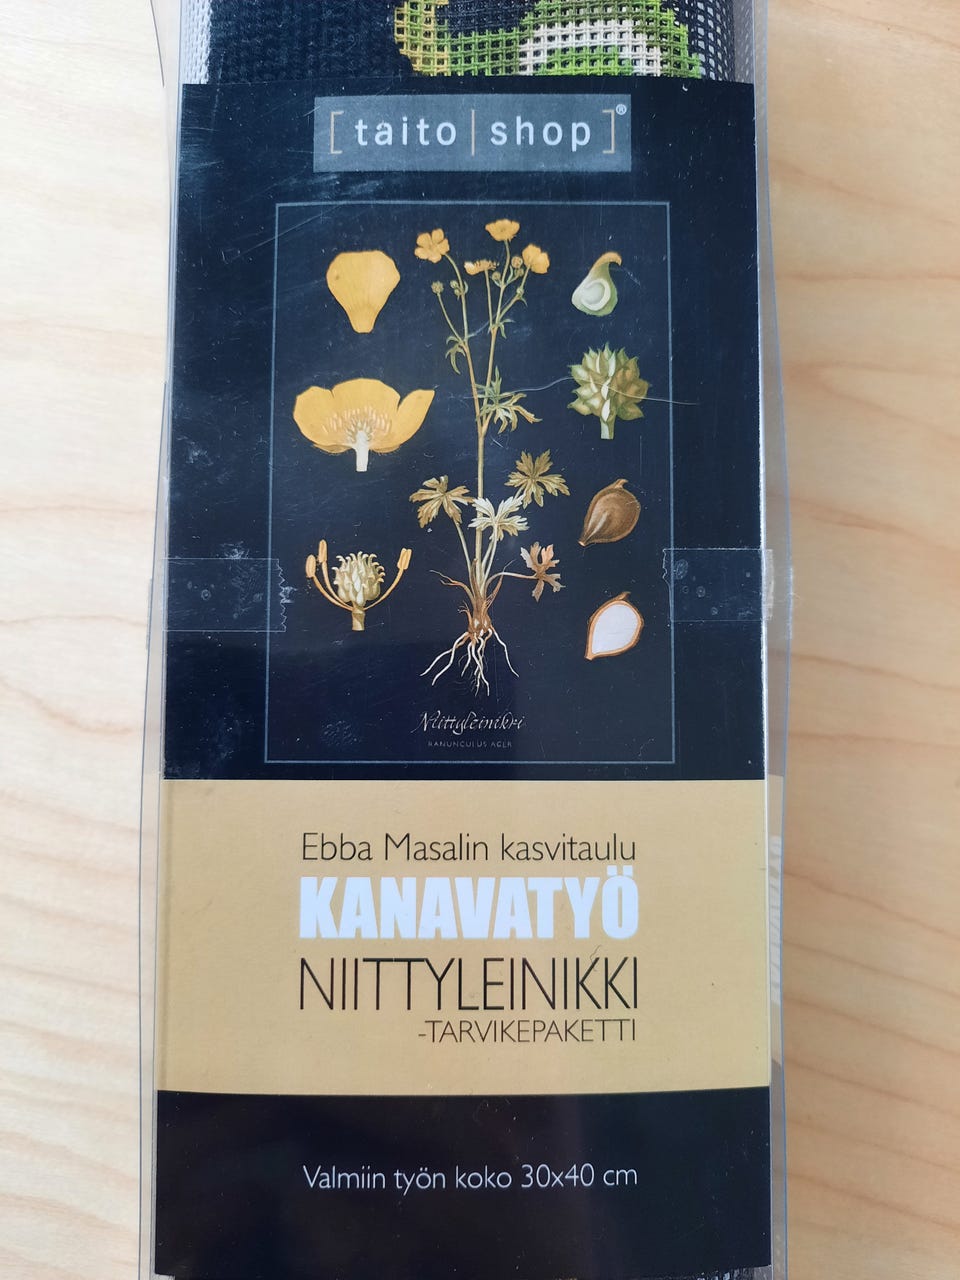 [ taito | shop ]®
Niittyleinikki
RANUNCULUS ACER
Ebba Masalin kasvitaulu
KANAVATYÖ
NIITTYLEINIKKI
-TARVIKEPAKETTI
Valmiin työn koko 30x40 cm